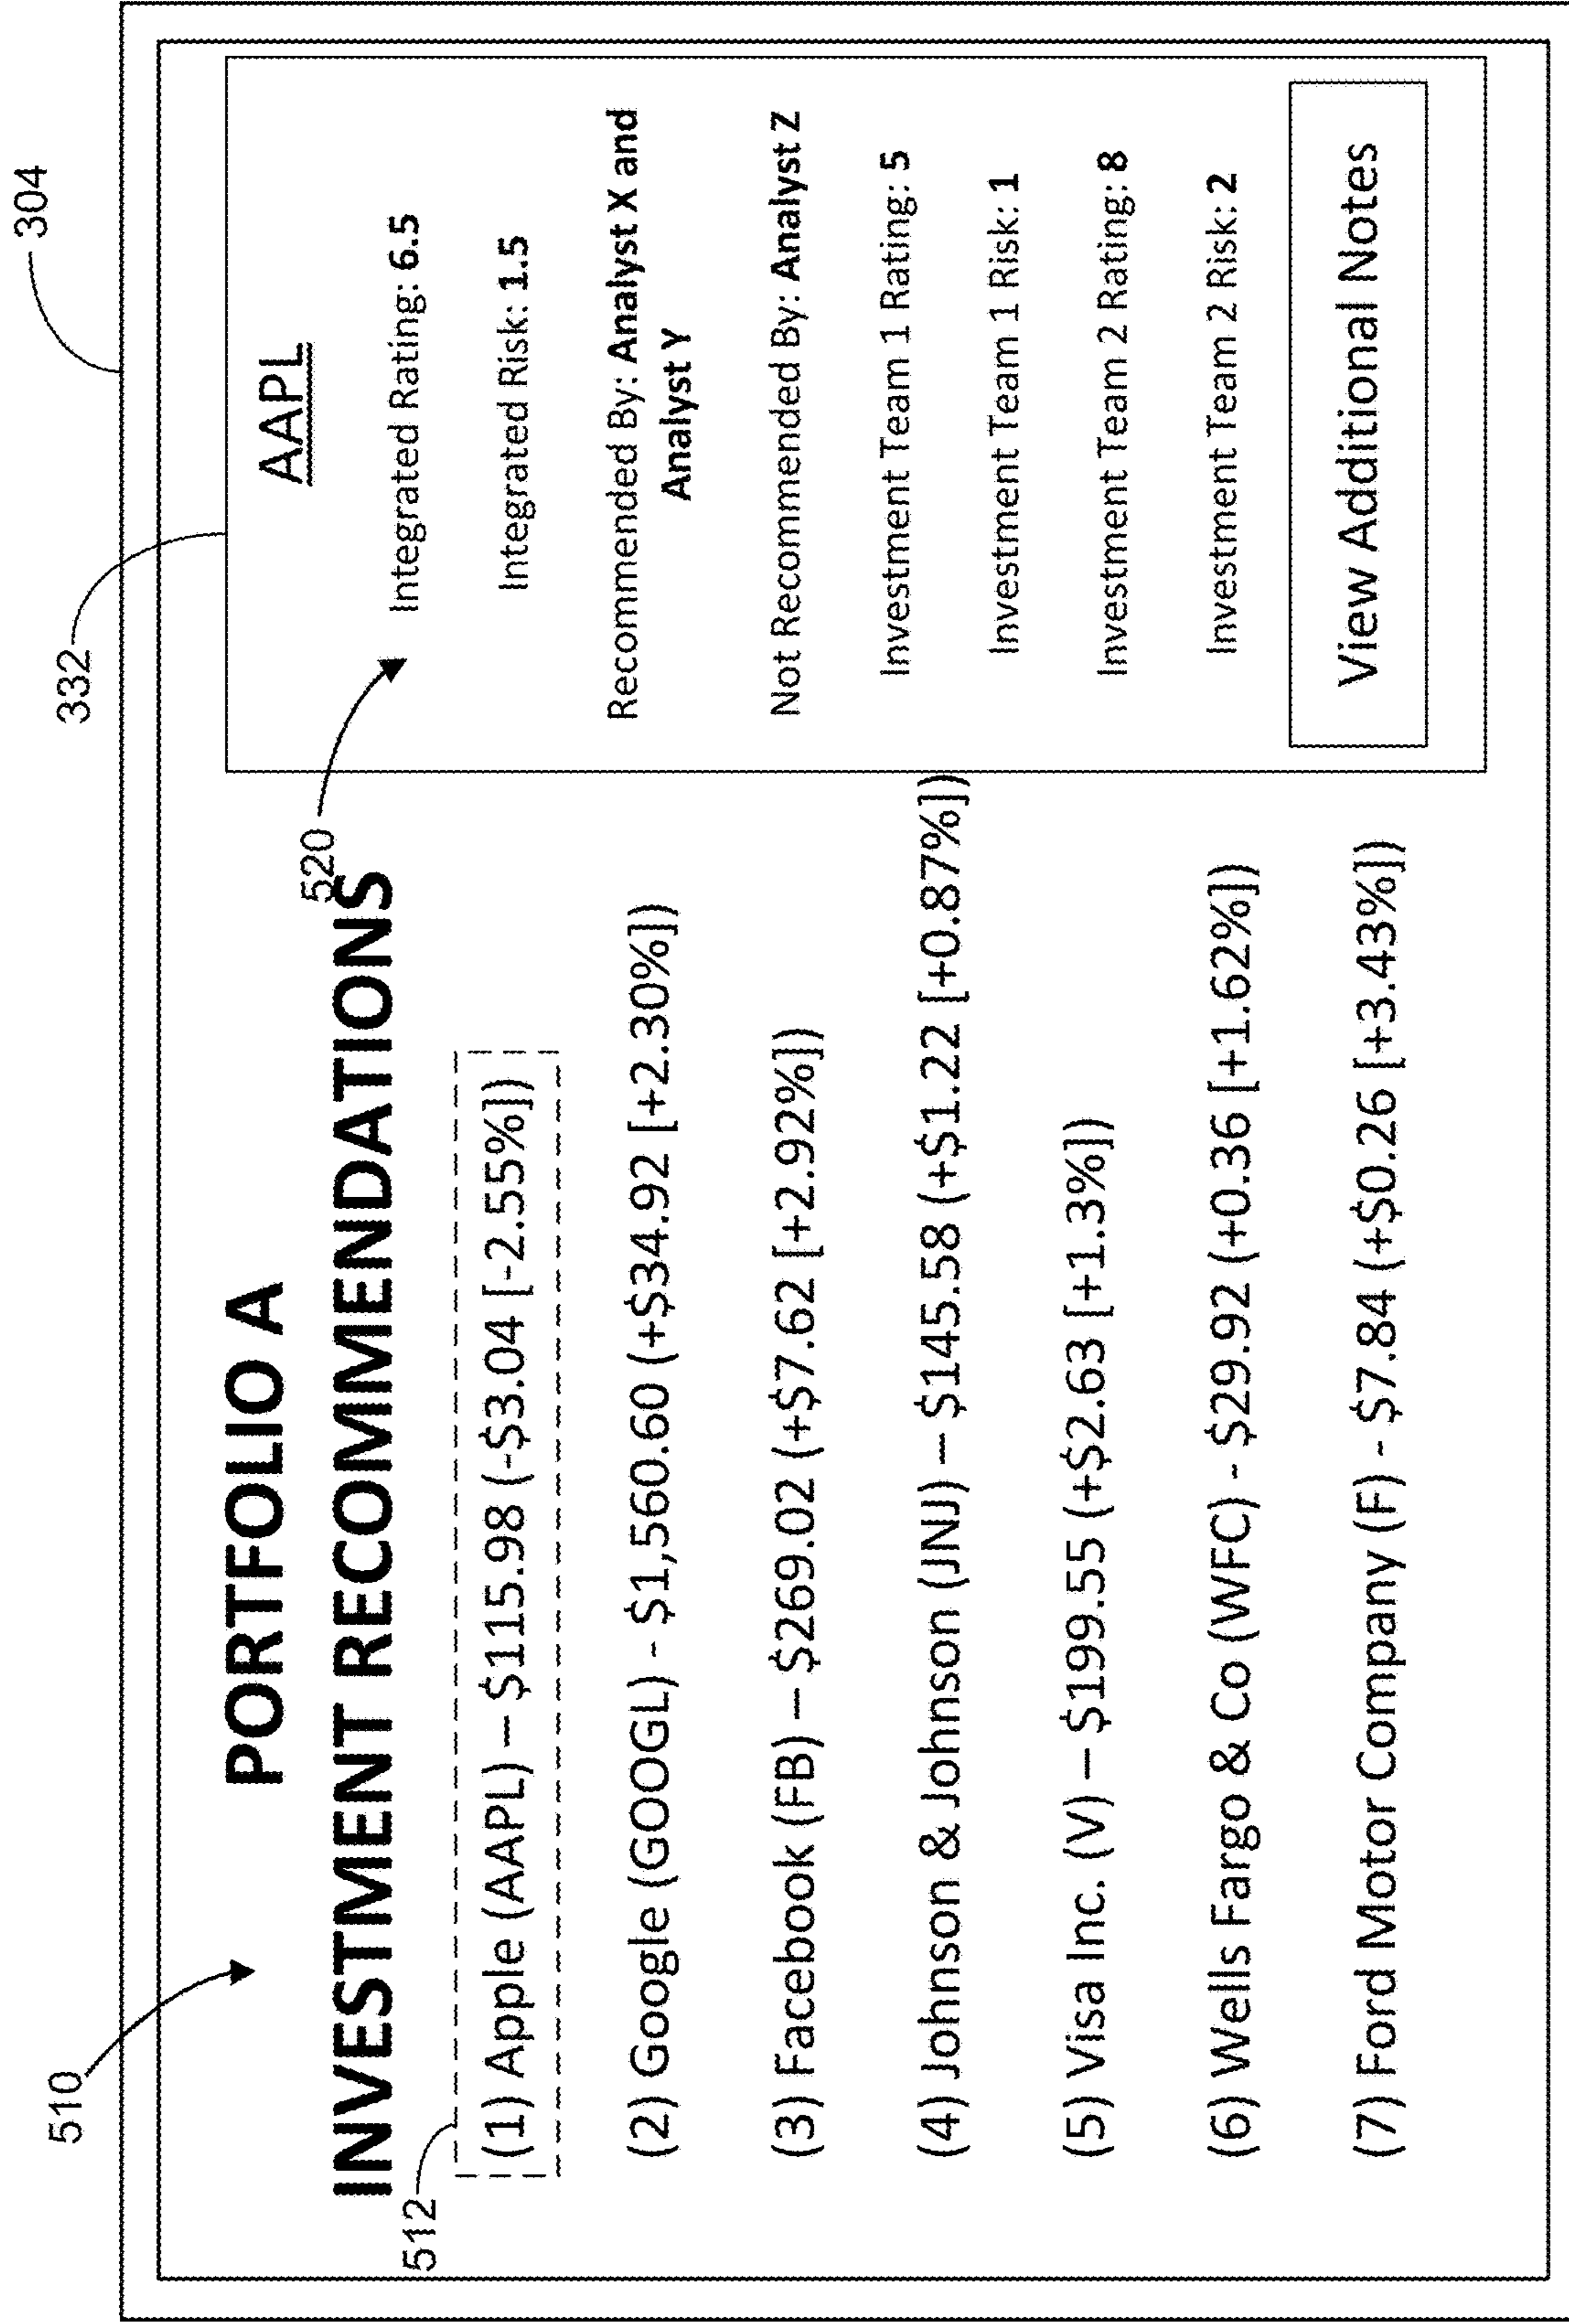 304
332
510
520
512
PORTFOLIO A
INVESTMENT RECOMMENDATIONS
(1) Apple (AAPL) – $115.98 (-$3.04 [-2.55%])
(2) Google (GOOGL) - $1,560.60 (+$34.92 [+2.30%])
(3) Facebook (FB) – $269.02 (+$7.62 [+2.92%])
(4) Johnson & Johnson (JNJ) – $145.58 (+$1.22 [+0.87%])
(5) Visa Inc. (V) – $199.55 (+$2.63 [+1.3%])
(6) Wells Fargo & Co (WFC) - $29.92 (+0.36 [+1.62%])
(7) Ford Motor Company (F) - $7.84 (+$0.26 [+3.43%])
AAPL
Integrated Rating: 6.5
Integrated Risk: 1.5
Recommended By: Analyst X and
Analyst Y
Not Recommended By: Analyst Z
Investment Team 1 Rating: 5
Investment Team 1 Risk: 1
Investment Team 2 Rating: 8
Investment Team 2 Risk: 2
View Additional Notes